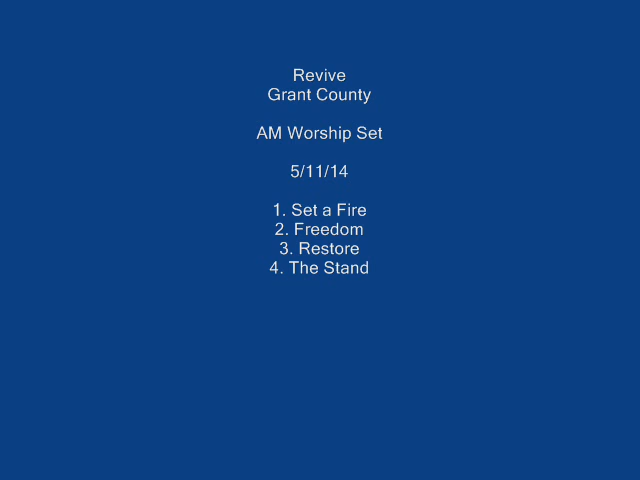 Revive
Grant County
AM Worship Set
5/11/14
1. Set a Fire
2. Freedom
3. Restore
4. The Stand